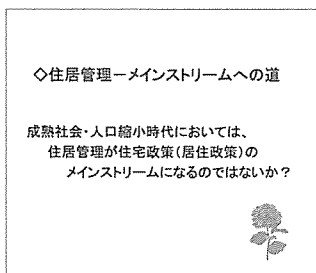 ◇住居管理－メインストリームへの道
成熟社会・人口縮小時代においては、
住居管理が住宅政策(居住政策)の
メインストリームになるのではないか？